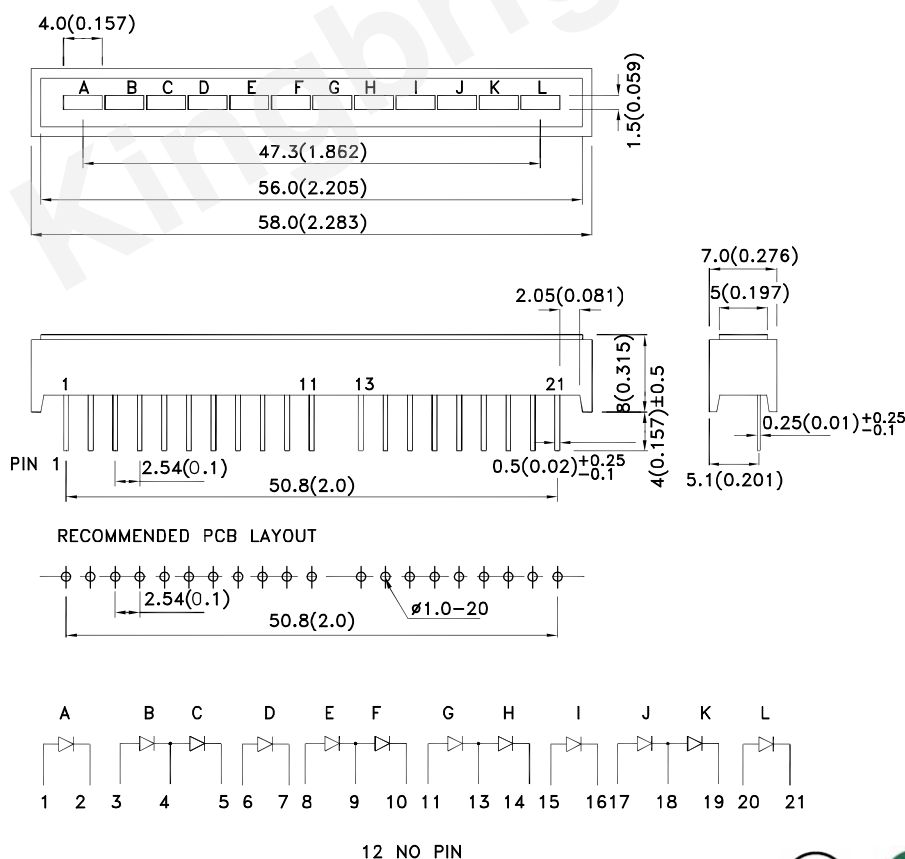 Kingbrigh
4.0(0.157)
A B C D E F G H I J K L
1.5(0.059)
47.3(1.862)
56.0(2.205)
58.0(2.283)
7.0(0.276)
2.05(0.081)
5(0.197)
1 11 13 21
8(0.315)
4(0.157)±0.5
0.25(0.01)+0.25 -0.1
PIN 1
2.54(0.1)
0.5(0.02)+0.25 -0.1
5.1(0.201)
50.8(2.0)
RECOMMENDED PCB LAYOUT
2.54(0.1)
ø1.0-20
50.8(2.0)
A B C D E F G H I J K L
1 2 3 4 5 6 7 8 9 10 11 13 14 15 16 17 18 19 20 21
12 NO PIN